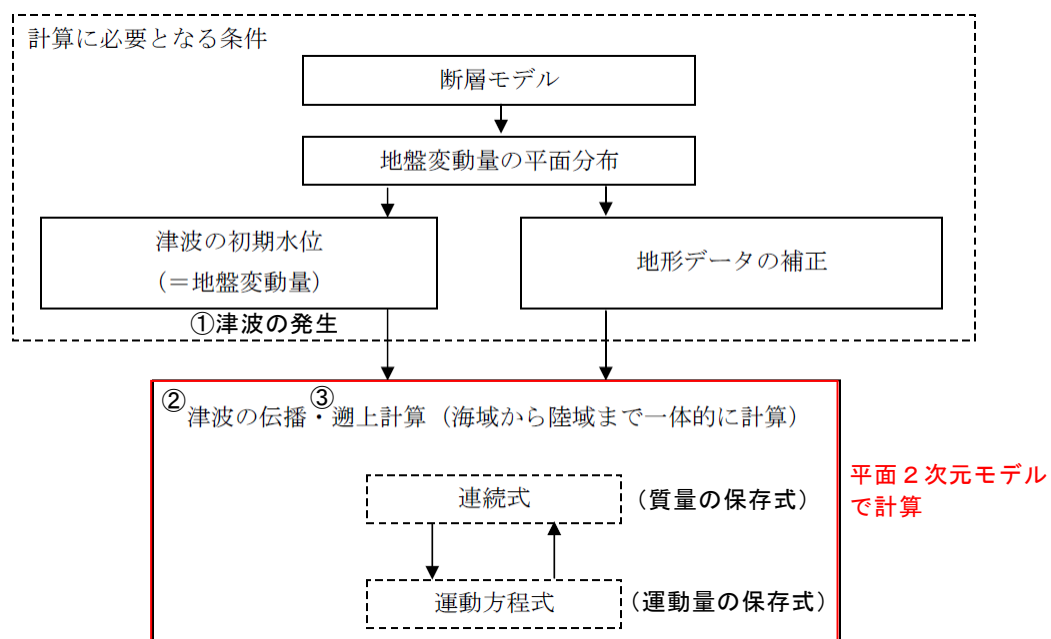 計算に必要となる条件
断層モデル
地盤変動量の平面分布
津波の初期水位
(＝地盤変動量)
地形データの補正
①津波の発生
②津波の伝播・③遡上計算（海域から陸域まで一体的に計算）
平面２次元モデル
で計算
連続式
（質量の保存式）
運動方程式
（運動量の保存式）